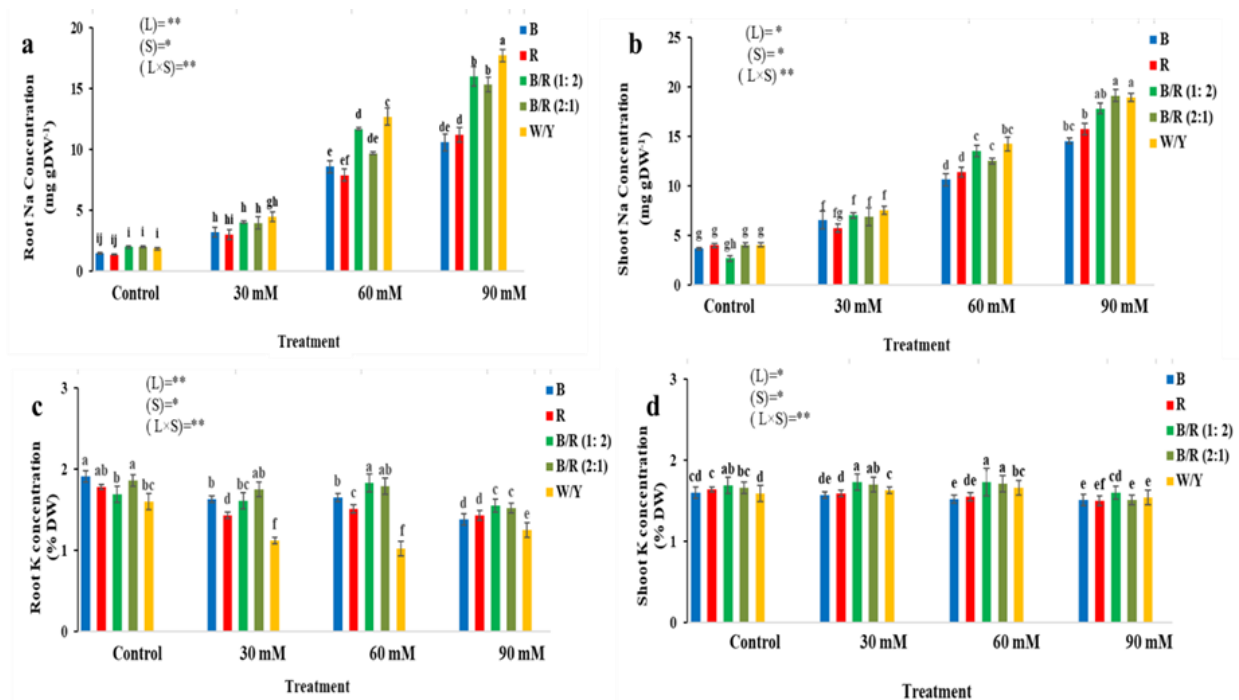 a
(L)= **
(S)=*
( L×S)=**
B
R
B/R (1: 2)
B/R (2:1)
W/Y
Root Na Concentration
(mg gDW-1)
20
15
10
5
0
ij ij i i i
h hi h h gh
e ef d de c
de d b b a
Control 30 mM 60 mM 90 mM
Treatment
b
(L)= *
(S)= *
( L×S) **
B
R
B/R (1: 2)
B/R (2:1)
W/Y
Shoot Na Concentration
(mg gDW-1)
25
20
15
10
5
0
g g gh g g
f fg f f f
d d c c bc
bc b ab a a
Control 30 mM 60 mM 90 mM
Treatment
c
(L)=**
(S)=*
( L×S)=**
B
R
B/R (1: 2)
B/R (2:1)
W/Y
Root K concentration
(% DW)
3
2
1
0
a ab b a bc
b d bc ab f
b c a ab f
d d c c e
Control 30 mM 60 mM 90 mM
Treatment
d
(L)=*
(S)=*
( L×S)=**
B
R
B/R (1: 2)
B/R (2:1)
W/Y
Shoot K concentration
(% DW)
3
2
1
0
cd c ab bc d
de d a ab c
e de a a bc
e ef cd e e
Control 30 mM 60 mM 90 mM
Treatment